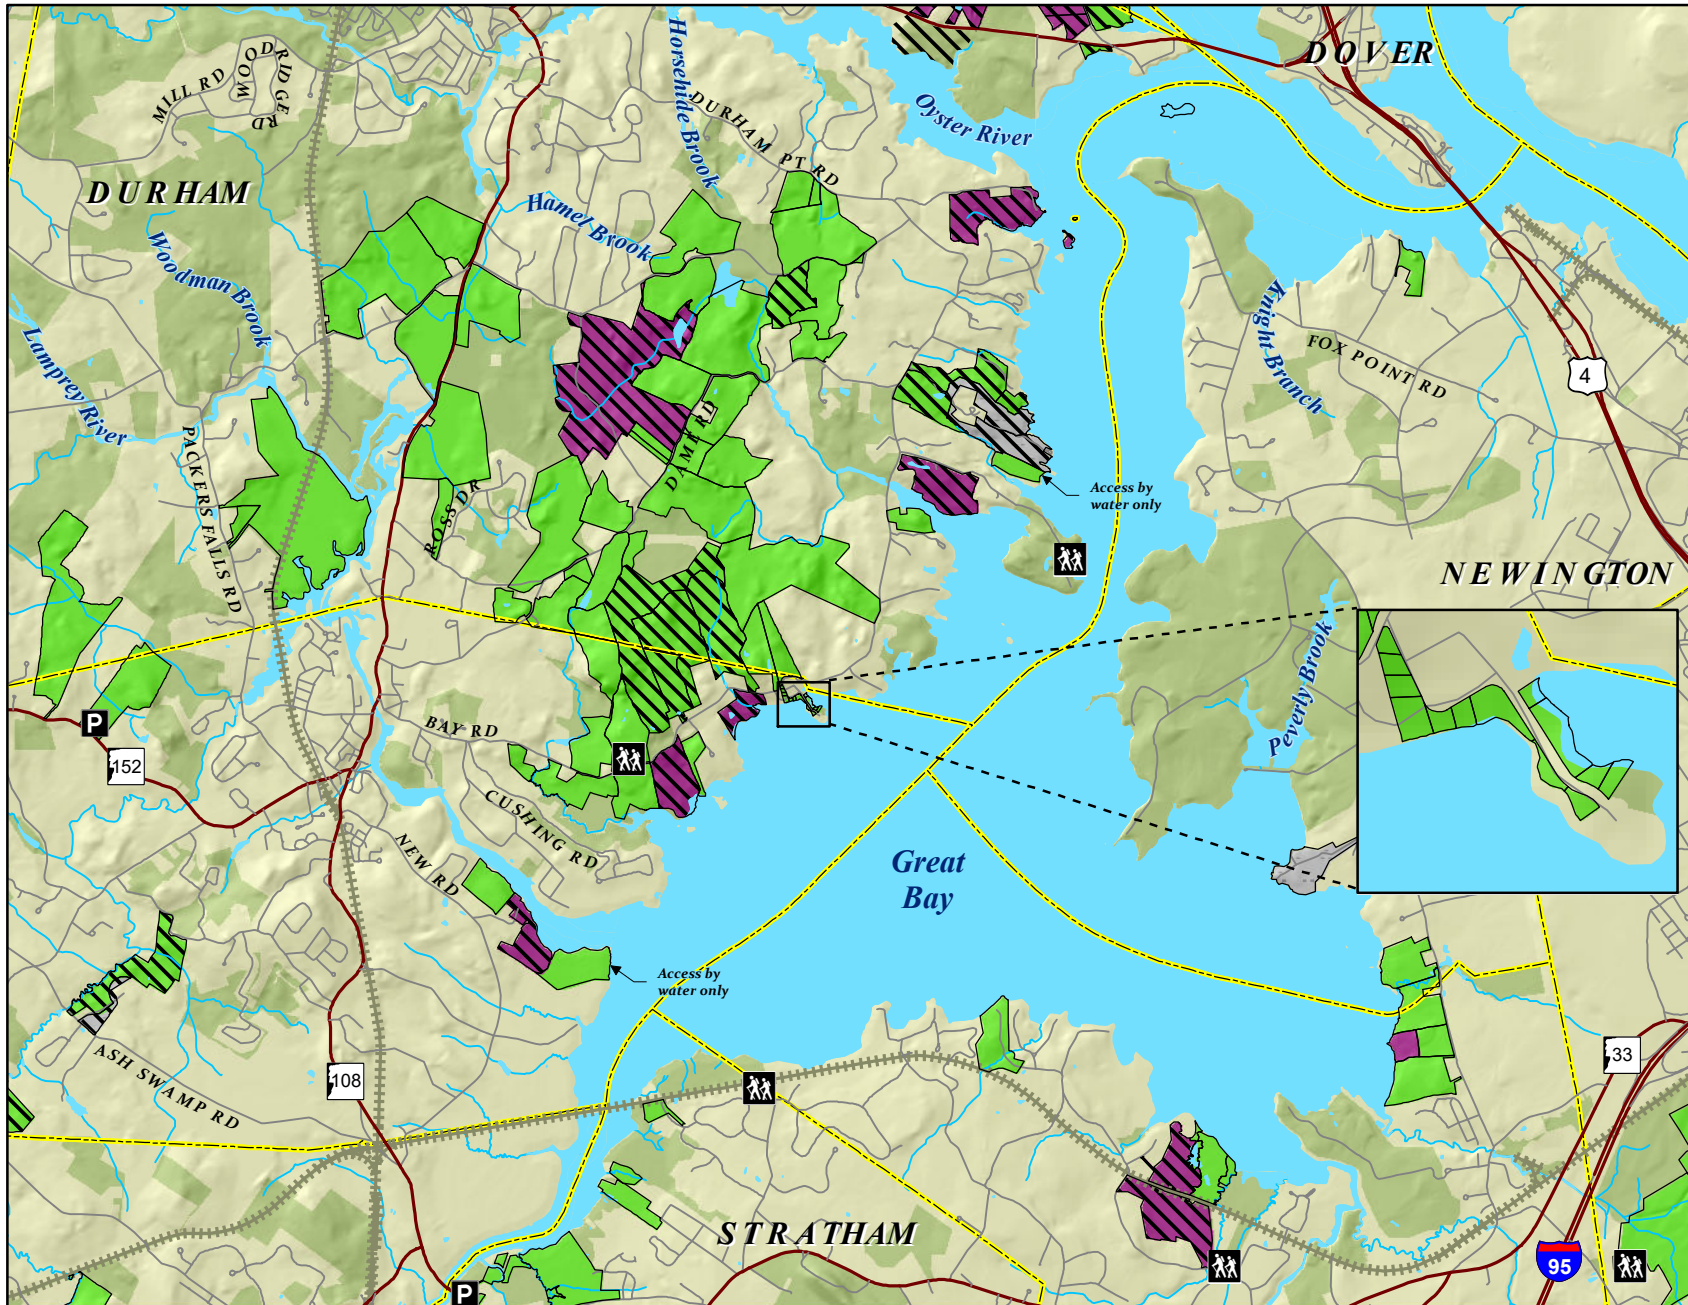 DOVER
Horsehide Brook
MILL RD
WOODRIDGE RD
DURHAM PT RD
Oyster River
DURHAM
Hamel Brook
Woodman Brook
Lamprey River
Knight Branch
FOX POINT RD
4
PACKERS FALLS RD
DAME RD
ROSS DR
Access by
water only
NEWINGTON
Peverly Brook
BAY RD
P
152
CUSHING RD
NEW RD
Great
Bay
Access by
water only
ASH SWAMP RD
108
33
STRATHAM
95
P